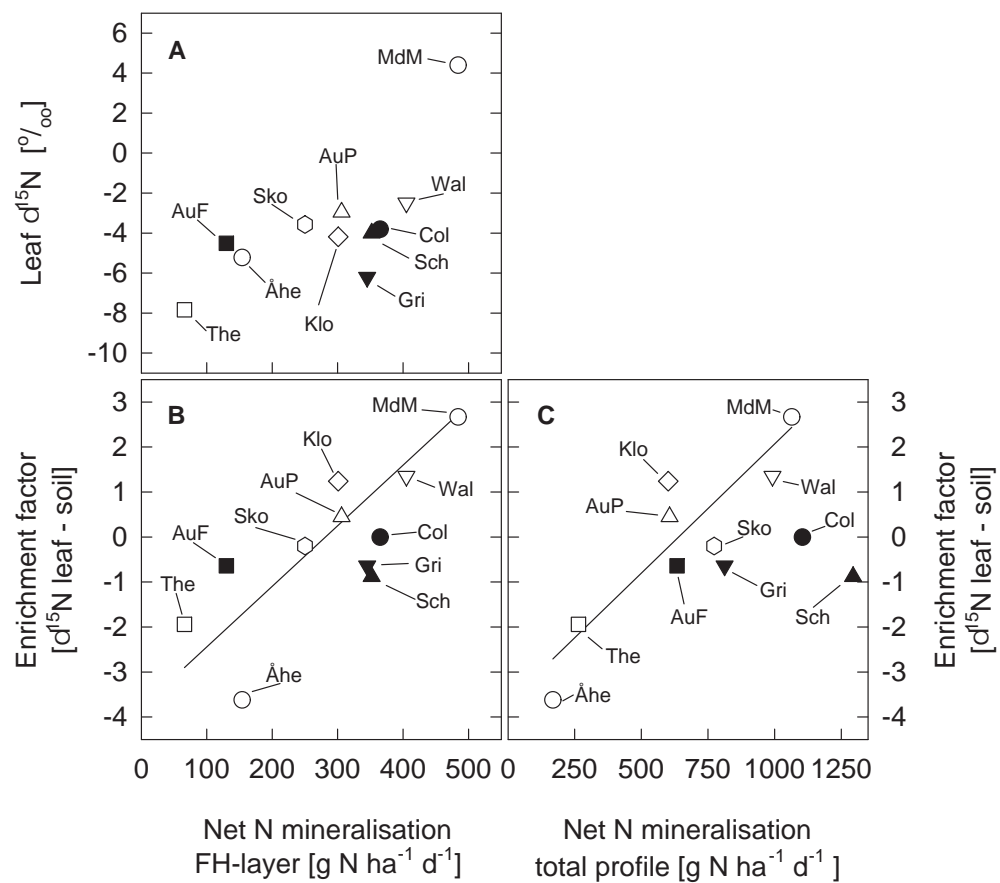 A
6
4
2
0
-2
-4
-6
-8
-10
Leaf d¹⁵N [⁰/₀₀]
MdM
AuP
Wal
Sko
AuF
Col
Sch
Åhe
Gri
Klo
The
B
3
2
1
0
-1
-2
-3
-4
Enrichment factor
[d¹⁵N leaf - soil]
MdM
Klo
AuP
Wal
Sko
AuF
Col
Gri
The
Sch
Åhe
0 100 200 300 400 500
Net N mineralisation
FH-layer [g N ha⁻¹ d⁻¹]
C
MdM
Klo
Wal
AuP
Sko
Col
Gri
AuF
Sch
The
Åhe
3
2
1
0
-1
-2
-3
-4
Enrichment factor
[d¹⁵N leaf - soil]
0 250 500 750 1000 1250
Net N mineralisation
total profile [g N ha⁻¹ d⁻¹ ]